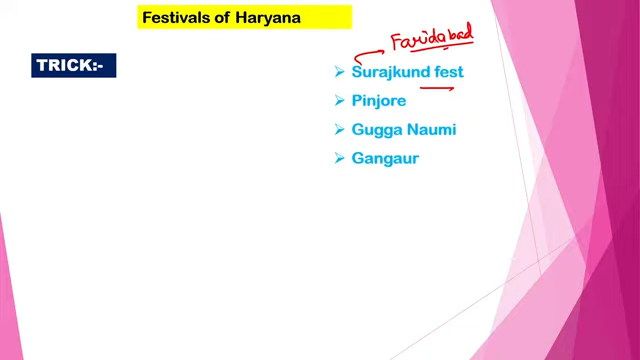 Festivals of Haryana
Faridabad
TRICK:-
Surajkund fest
Pinjore
Gugga Naumi
Gangaur